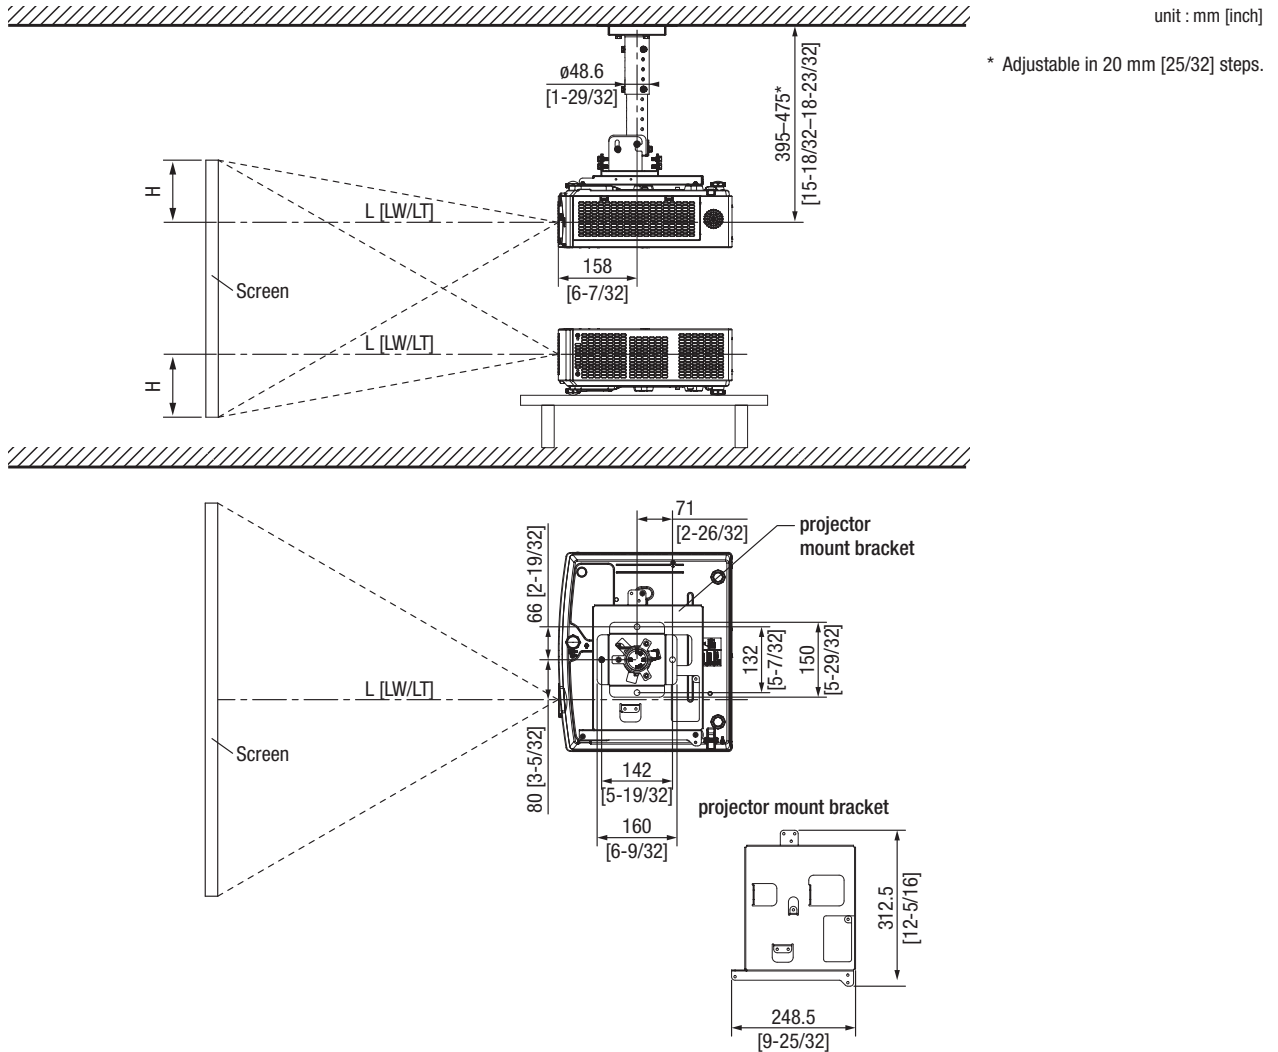 unit : mm [inch]
* Adjustable in 20 mm [25/32] steps.
ø48.6
[1-29/32]
395–475*
[15-18/32–18-23/32]
H
L [LW/LT]
158
[6-7/32]
Screen
L [LW/LT]
H
71
[2-26/32]
projector
mount bracket
66 [2-19/32]
132
[5-7/32]
150
[5-29/32]
L [LW/LT]
Screen
80 [3-5/32]
142
[5-19/32]
160
[6-9/32]
projector mount bracket
312.5
[12-5/16]
248.5
[9-25/32]